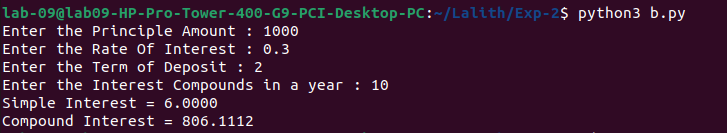 lab-09@lab09-HP-Pro-Tower-400-G9-PCI-Desktop-PC:~/Lalith/Exp-2$ python3 b.py
Enter the Principle Amount : 1000
Enter the Rate Of Interest : 0.3
Enter the Term of Deposit : 2
Enter the Interest Compounds in a year : 10
Simple Interest = 6.0000
Compound Interest = 806.1112